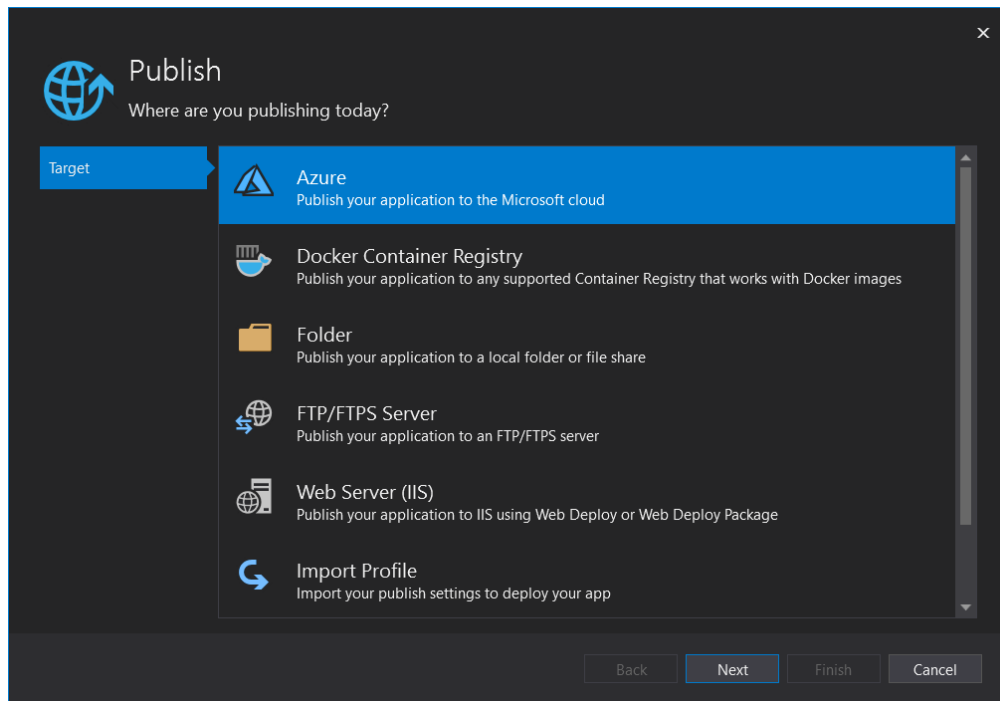 Publish
Where are you publishing today?
Target
Azure
Publish your application to the Microsoft cloud
Docker Container Registry
Publish your application to any supported Container Registry that works with Docker images
Folder
Publish your application to a local folder or file share
FTP/FTPS Server
Publish your application to an FTP/FTPS server
Web Server (IIS)
Publish your application to IIS using Web Deploy or Web Deploy Package
Import Profile
Import your publish settings to deploy your app
Back
Next
Finish
Cancel